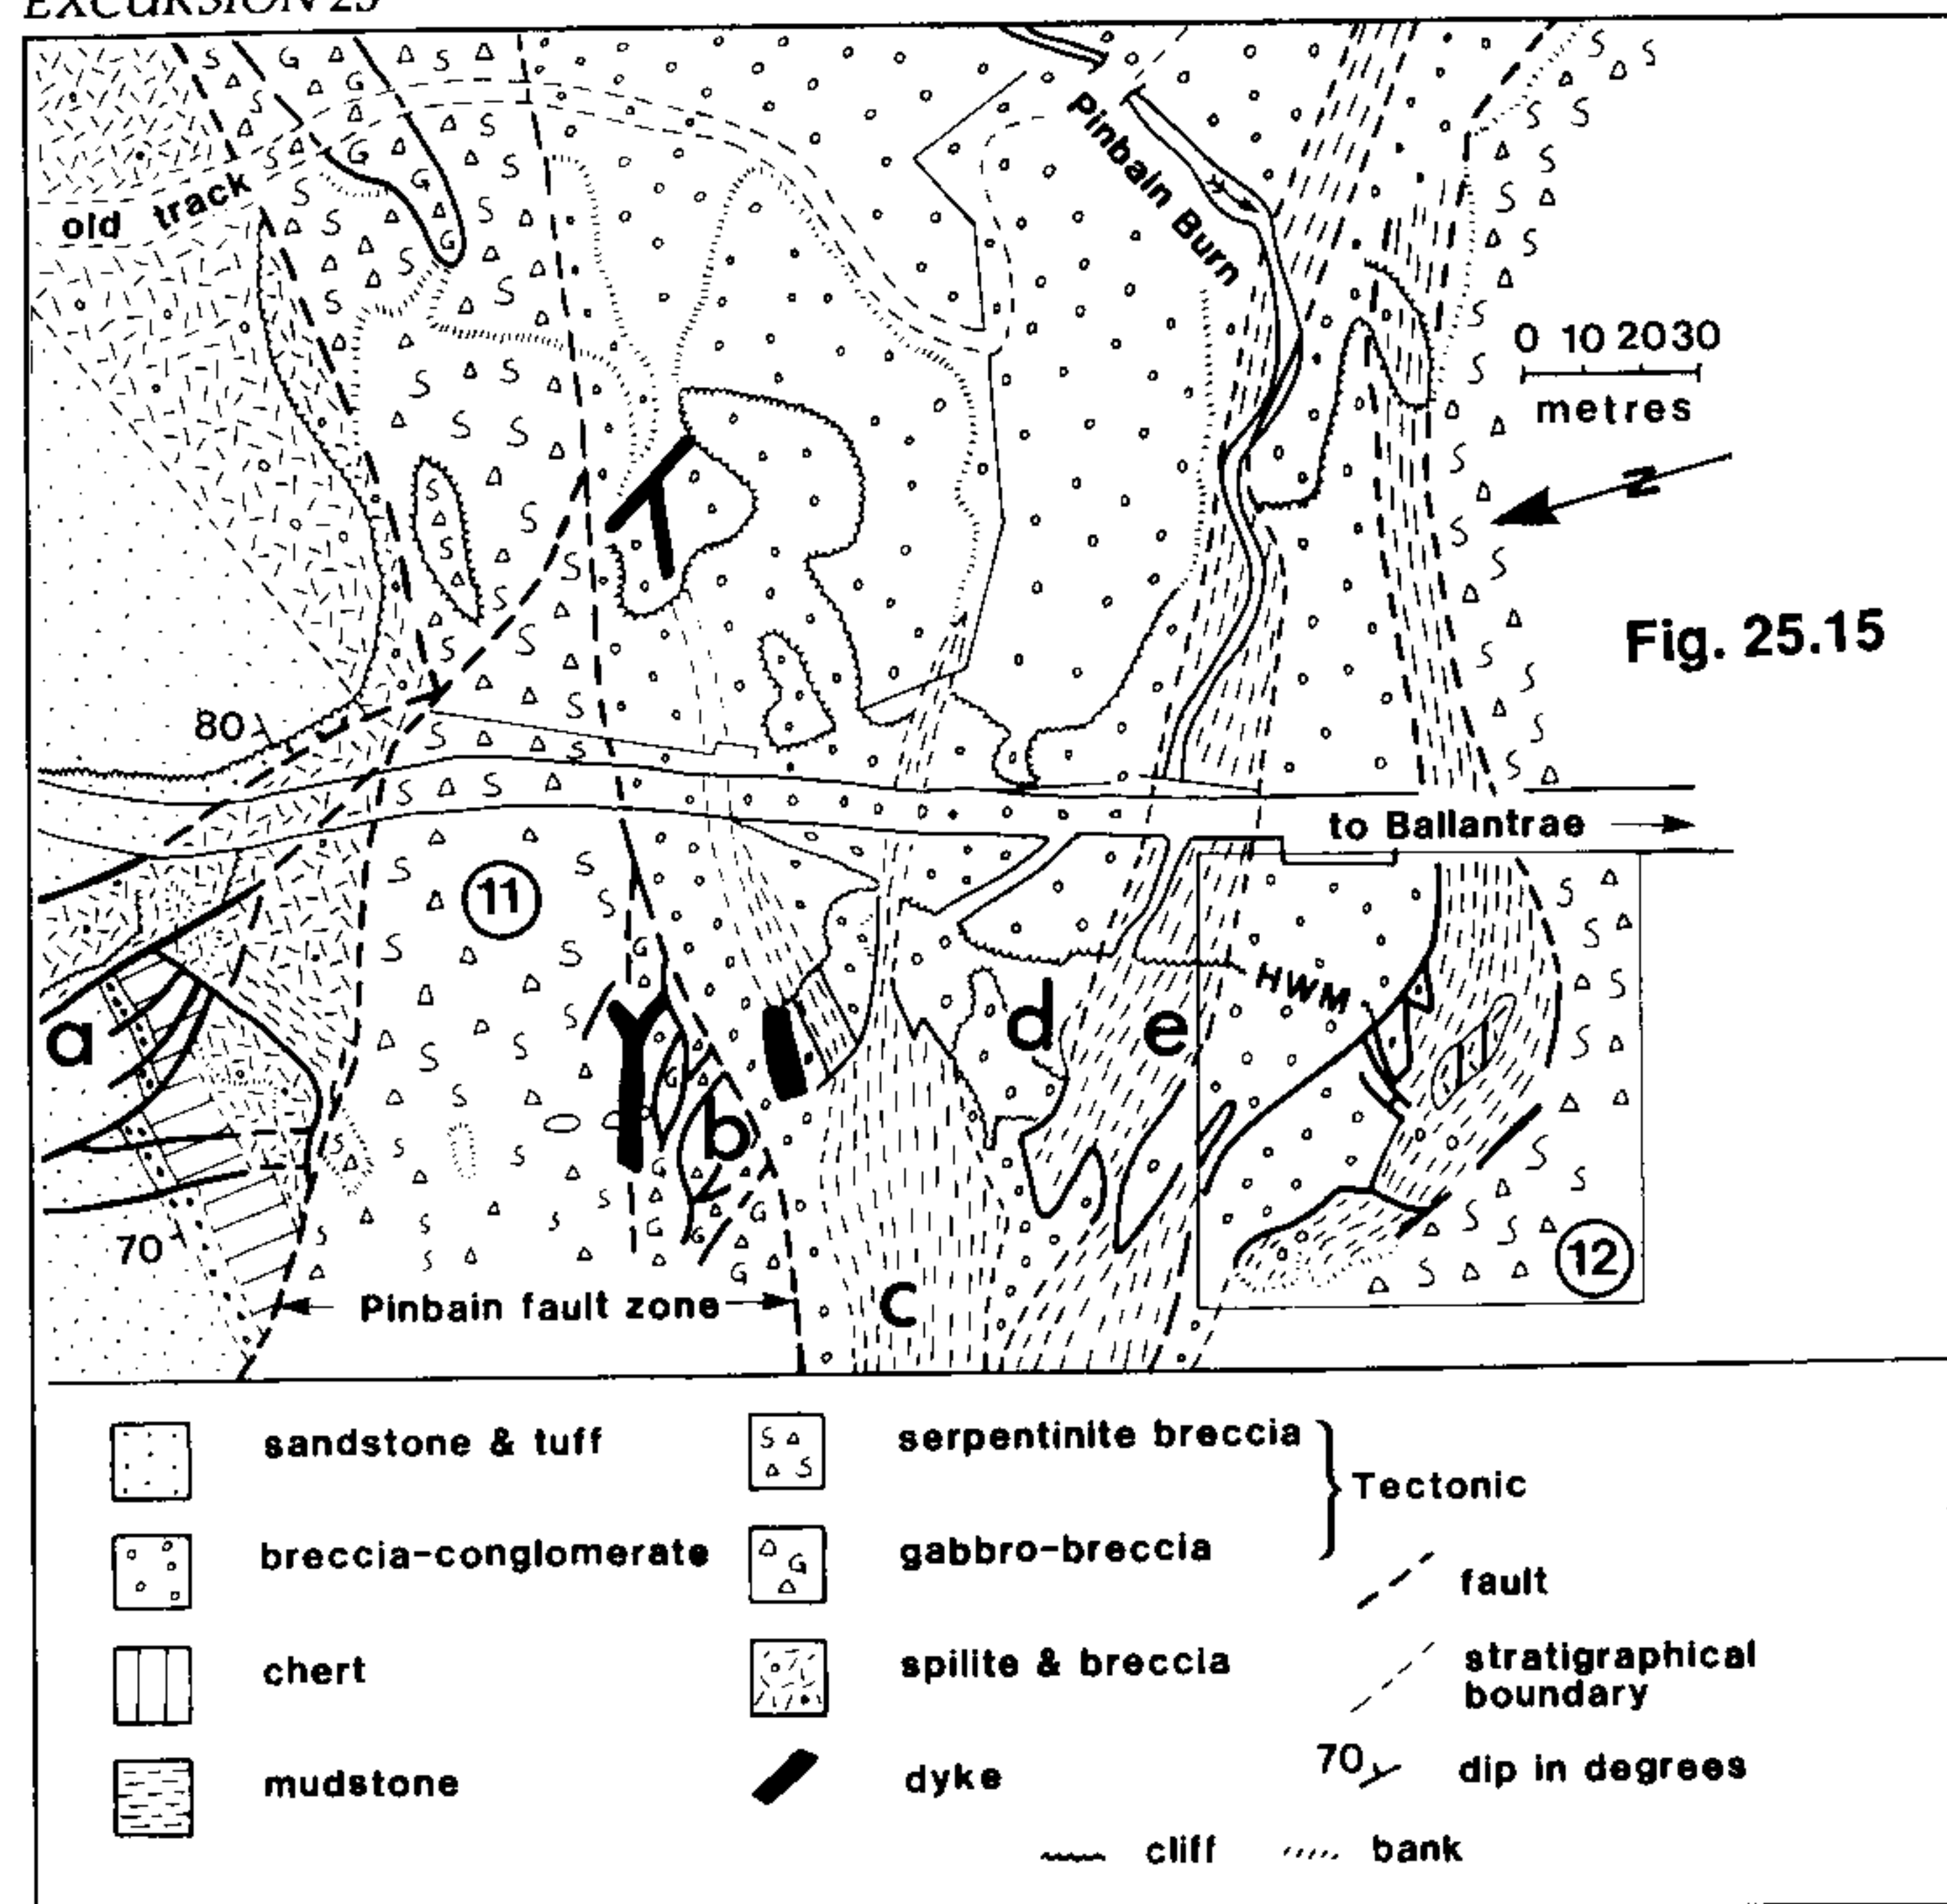 EXCURSION 25
old track
Pinbain Burn
0 10 20 30
metres
N
Fig. 25.15
80
to Ballantrae
11
HWM
a
b
c
d
e
70
12
Pinbain fault zone
sandstone & tuff
breccia-conglomerate
chert
mudstone
serpentinite breccia
gabbro-breccia
Tectonic
spilite & breccia
dyke
fault
stratigraphical
boundary
70
dip in degrees
cliff
bank